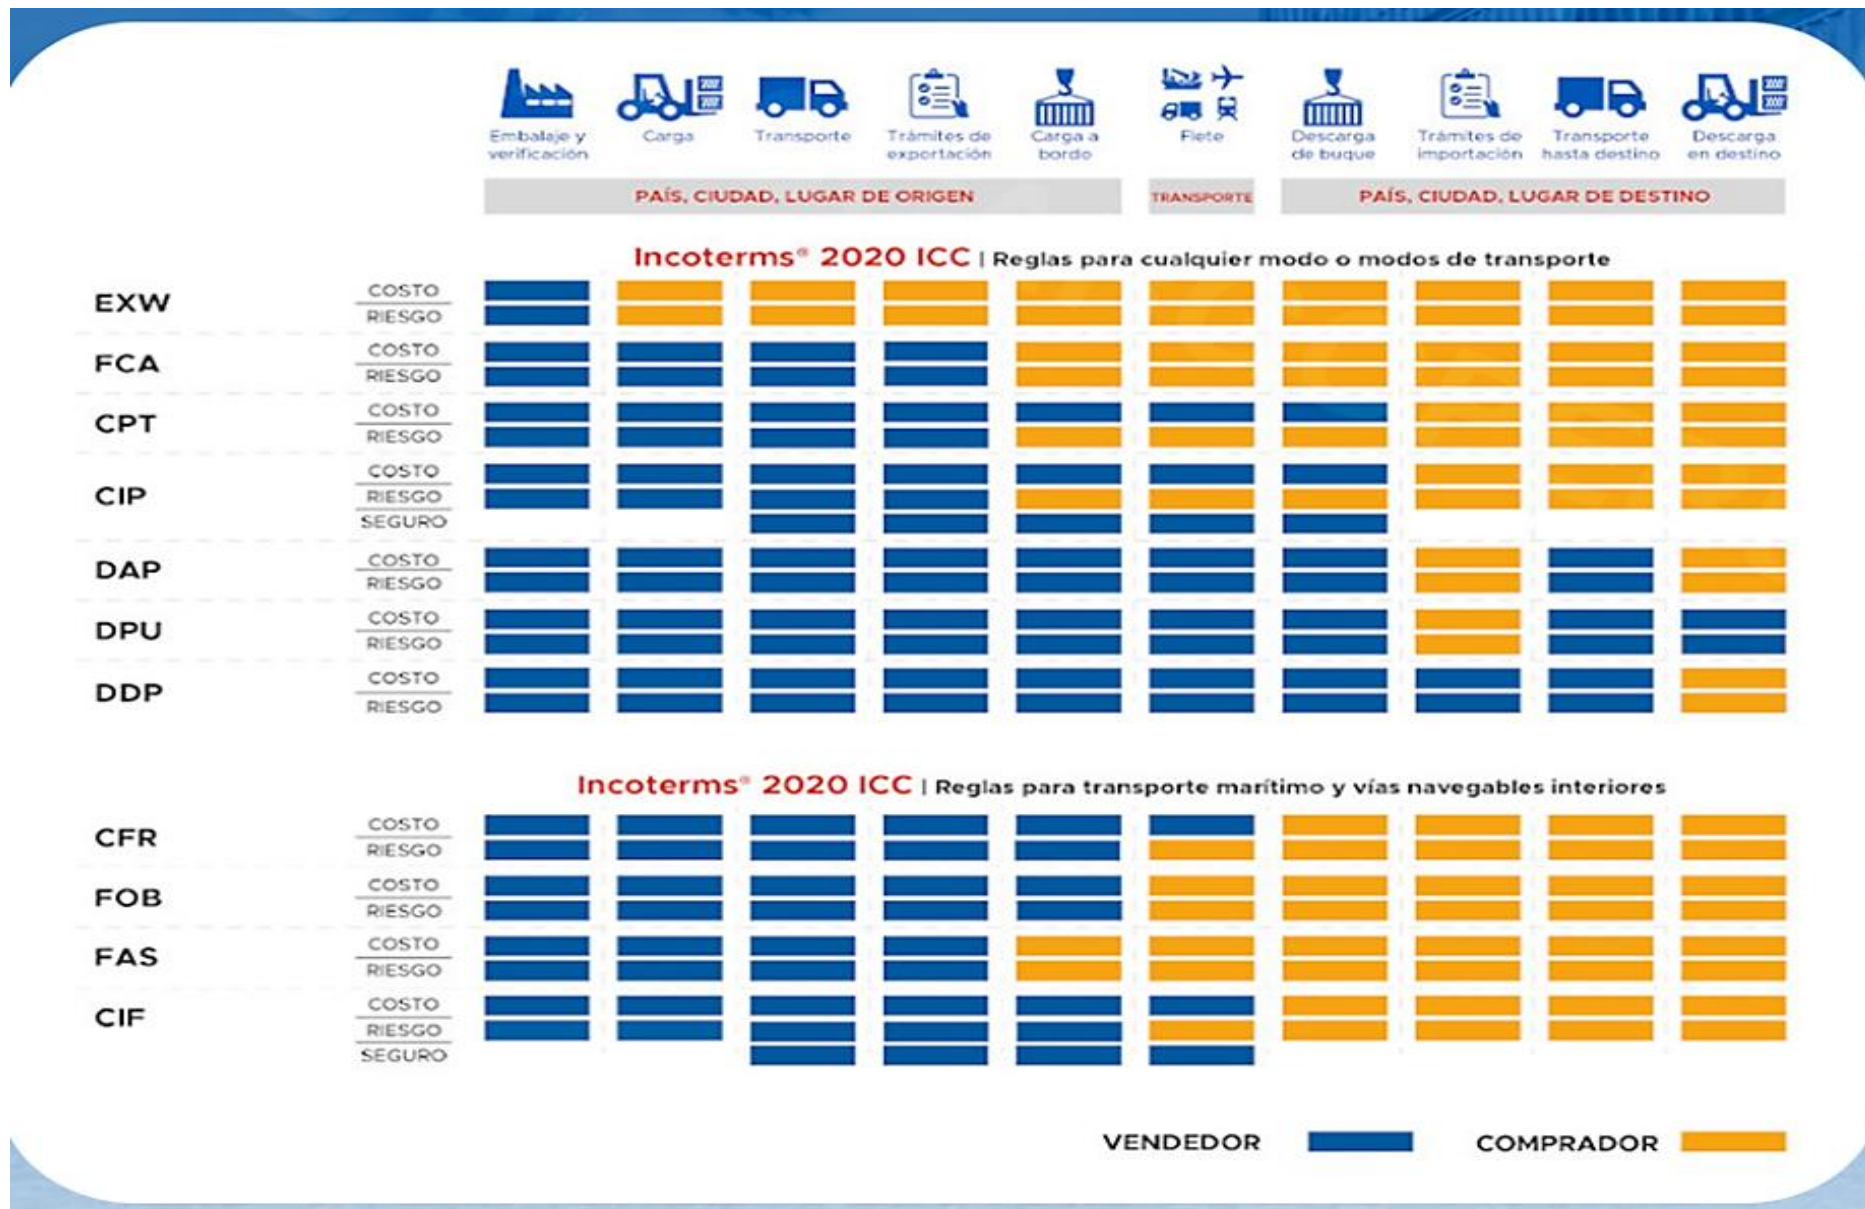 Embalaje y verificación
Carga
Transporte
Trámites de exportación
Carga a bordo
Flete
Descarga de buque
Trámites de importación
Transporte hasta destino
Descarga en destino
PAÍS, CIUDAD, LUGAR DE ORIGEN
TRANSPORTE
PAÍS, CIUDAD, LUGAR DE DESTINO
Incoterms® 2020 ICC | Reglas para cualquier modo o modos de transporte
EXW
COSTO
RIESGO
FCA
COSTO
RIESGO
CPT
COSTO
RIESGO
CIP
COSTO
RIESGO
SEGURO
DAP
COSTO
RIESGO
DPU
COSTO
RIESGO
DDP
COSTO
RIESGO
Incoterms® 2020 ICC | Reglas para transporte marítimo y vías navegables interiores
CFR
COSTO
RIESGO
FOB
COSTO
RIESGO
FAS
COSTO
RIESGO
CIF
COSTO
RIESGO
SEGURO
VENDEDOR
COMPRADOR